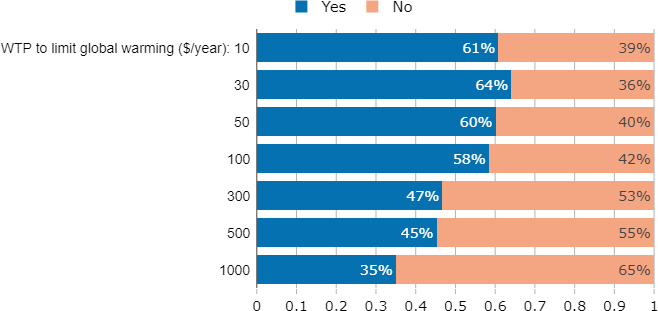 Yes No
WTP to limit global warming ($/year): 10 61% 39%
30 64% 36%
50 60% 40%
100 58% 42%
300 47% 53%
500 45% 55%
1000 35% 65%
0 0.1 0.2 0.3 0.4 0.5 0.6 0.7 0.8 0.9 1